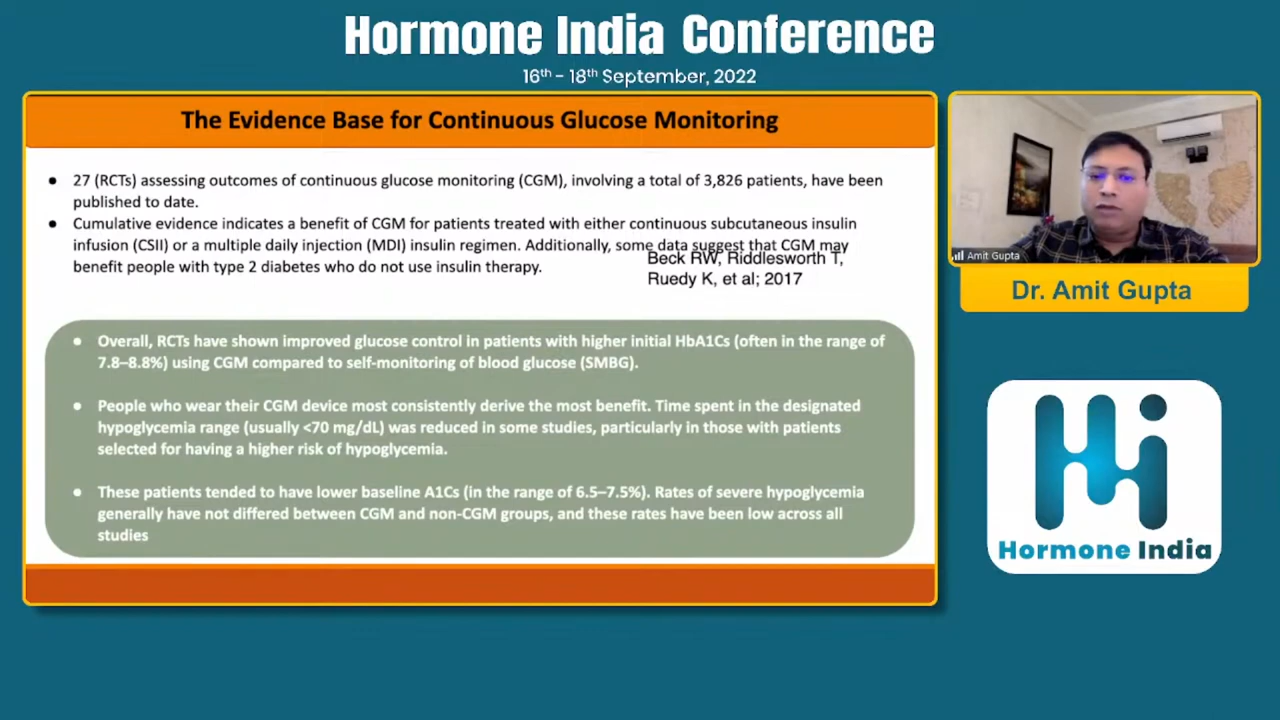 Hormone India Conference
16th - 18th September, 2022
The Evidence Base for Continuous Glucose Monitoring
• 27 (RCTs) assessing outcomes of continuous glucose monitoring (CGM), involving a total of 3,826 patients, have been
published to date.
• Cumulative evidence indicates a benefit of CGM for patients treated with either continuous subcutaneous insulin
infusion (CSII) or a multiple daily injection (MDI) insulin regimen. Additionally, some data suggest that CGM may
benefit people with type 2 diabetes who do not use insulin therapy.
Beck RW, Riddlesworth T,
Ruedy K, et al; 2017
• Overall, RCTs have shown improved glucose control in patients with higher initial HbA1Cs (often in the range of
7.8–8.8%) using CGM compared to self-monitoring of blood glucose (SMBG).
• People who wear their CGM device most consistently derive the most benefit. Time spent in the designated
hypoglycemia range (usually <70 mg/dL) was reduced in some studies, particularly in those with patients
selected for having a higher risk of hypoglycemia.
• These patients tended to have lower baseline A1Cs (in the range of 6.5–7.5%). Rates of severe hypoglycemia
generally have not differed between CGM and non-CGM groups, and these rates have been low across all
studies
Amit Gupta
Dr. Amit Gupta
Hi
Hormone India